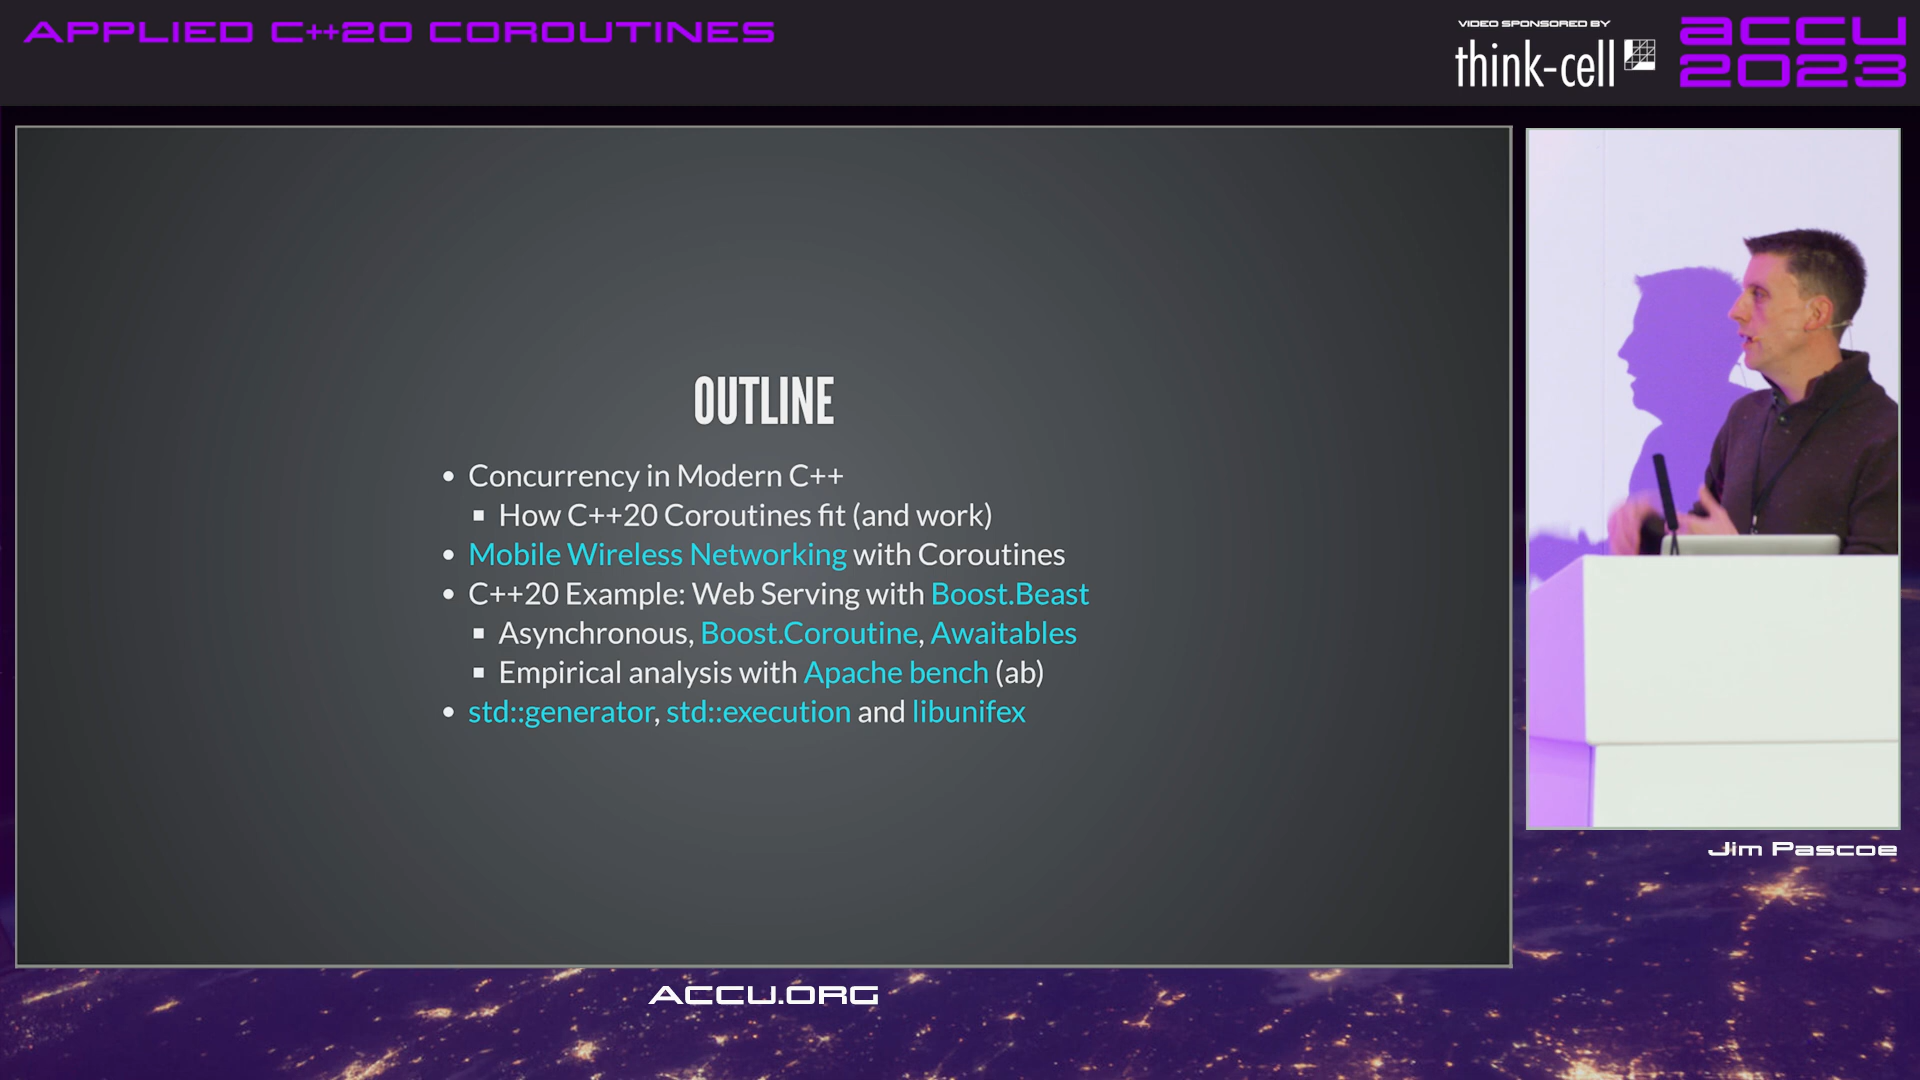 APPLIED C++20 COROUTINES
VIDEO SPONSORED BY
think-cell
accu
2023
OUTLINE
• Concurrency in Modern C++
▪ How C++20 Coroutines fit (and work)
• Mobile Wireless Networking with Coroutines
• C++20 Example: Web Serving with Boost.Beast
▪ Asynchronous, Boost.Coroutine, Awaitables
▪ Empirical analysis with Apache bench (ab)
• std::generator, std::execution and libunifex
Jim Pascoe
ACCU.ORG